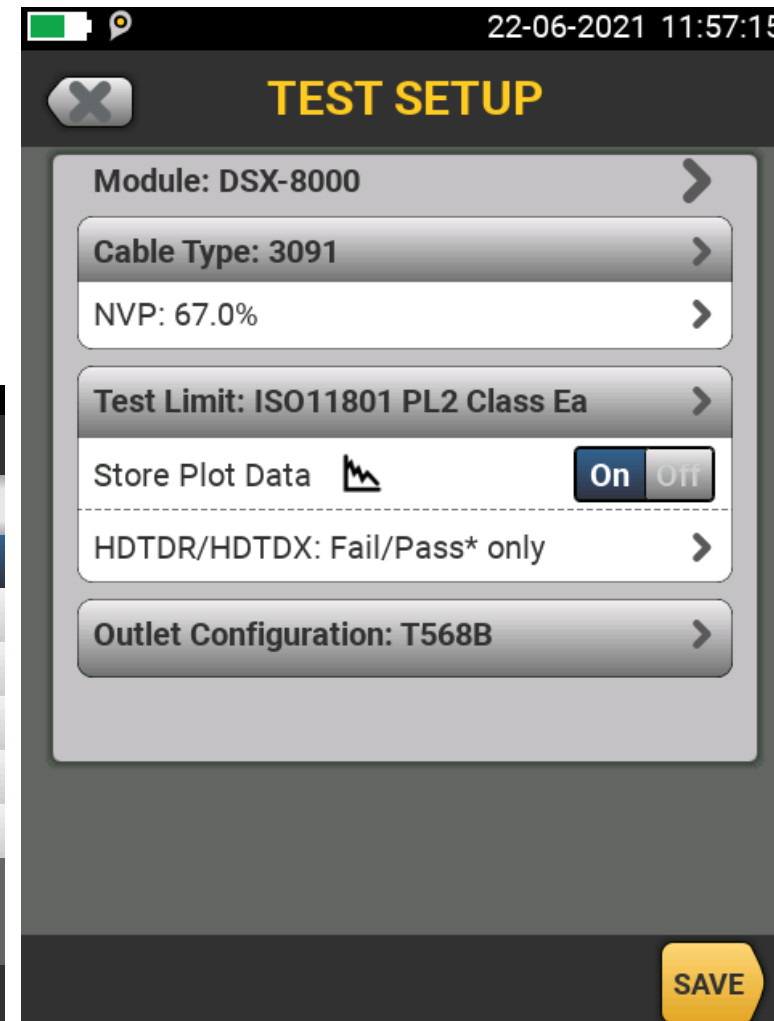 22-06-2021 11:57:15
TEST SETUP
Module: DSX-8000
Cable Type: 3091
NVP: 67.0%
Test Limit: ISO11801 PL2 Class Ea
Store Plot Data On Off
HDTDR/HDTDX: Fail/Pass* only
Outlet Configuration: T568B
SAVE